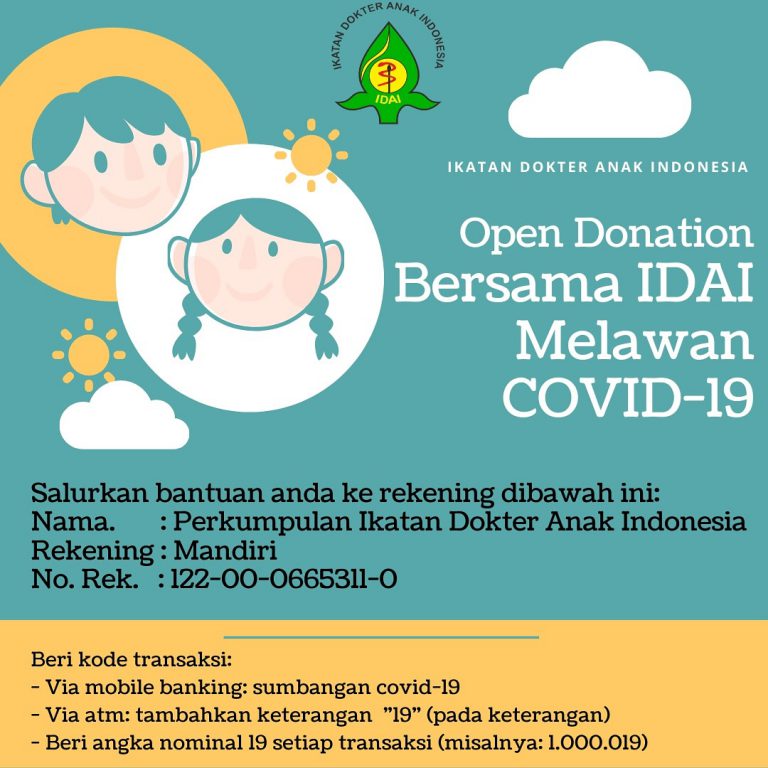 IKATAN DOKTER ANAK INDONESIA
IDAI
IKATAN DOKTER ANAK INDONESIA
Open Donation
Bersama IDAI
Melawan
COVID-19
Salurkan bantuan anda ke rekening dibawah ini:
Nama. : Perkumpulan Ikatan Dokter Anak Indonesia
Rekening : Mandiri
No. Rek. : 122-00-0665311-0
Beri kode transaksi:
- Via mobile banking: sumbangan covid-19
- Via atm: tambahkan keterangan "19" (pada keterangan)
- Beri angka nominal 19 setiap transaksi (misalnya: 1.000.019)